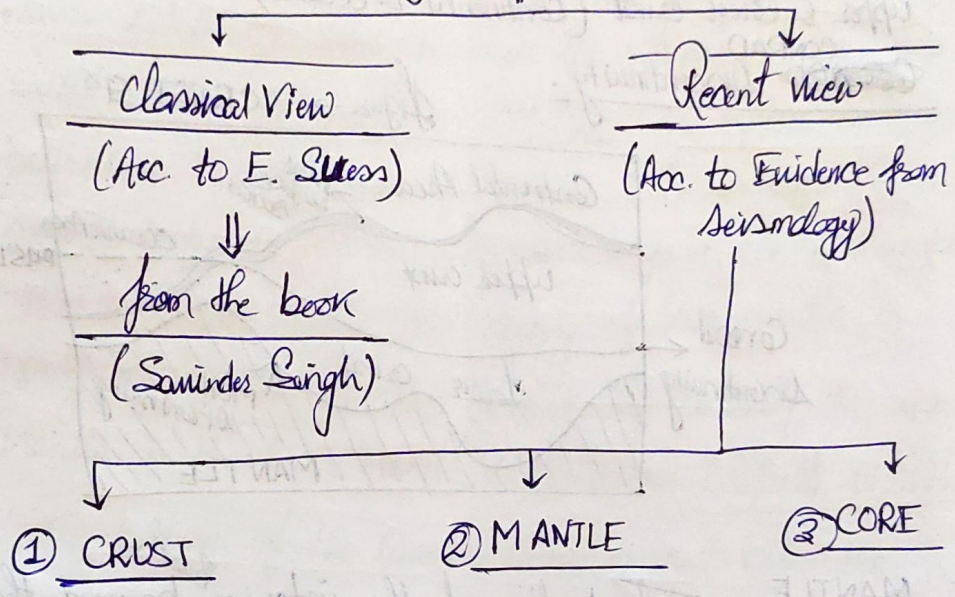 Classical View
Recent view
(Acc. to E. Suess)
(Acc. to Evidence from
seismology)
⇓
from the book
(Savinder Singh)
① CRUST
② MANTLE
③ CORE